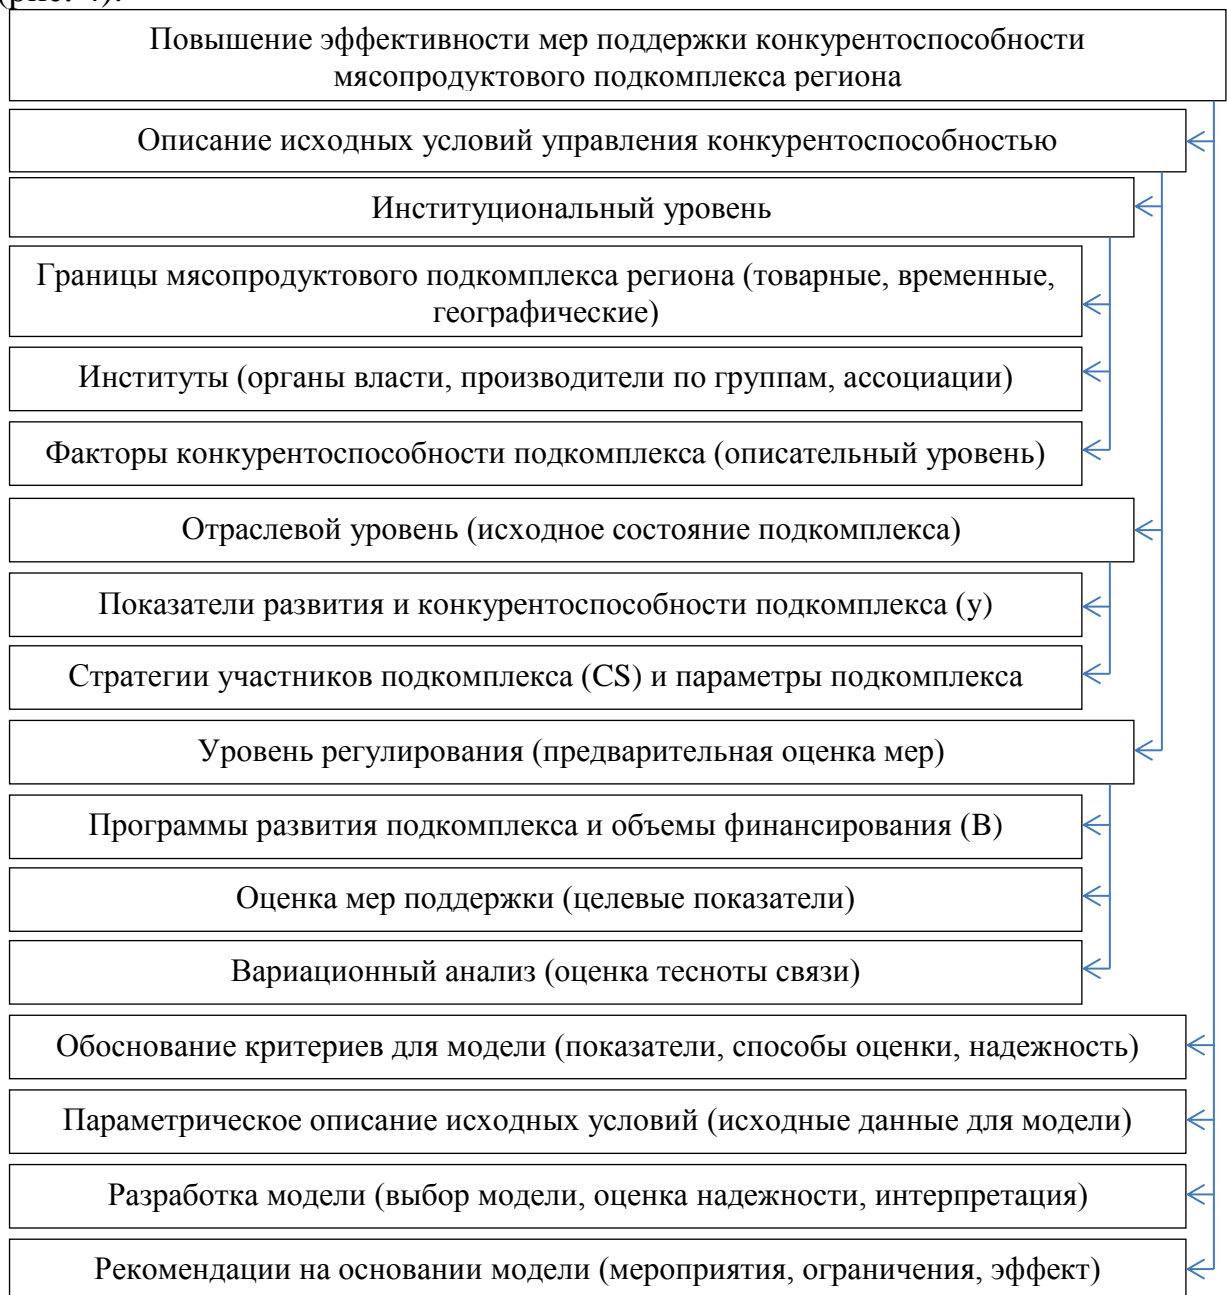 (рис. 4).
Повышение эффективности мер поддержки конкурентоспособности
мясопродуктового подкомплекса региона
Описание исходных условий управления конкурентоспособностью
Институциональный уровень
Границы мясопродуктового подкомплекса региона (товарные, временные,
географические)
Институты (органы власти, производители по группам, ассоциации)
Факторы конкурентоспособности подкомплекса (описательный уровень)
Отраслевой уровень (исходное состояние подкомплекса)
Показатели развития и конкурентоспособности подкомплекса (y)
Стратегии участников подкомплекса (CS) и параметры подкомплекса
Уровень регулирования (предварительная оценка мер)
Программы развития подкомплекса и объемы финансирования (B)
Оценка мер поддержки (целевые показатели)
Вариационный анализ (оценка тесноты связи)
Обоснование критериев для модели (показатели, способы оценки, надежность)
Параметрическое описание исходных условий (исходные данные для модели)
Разработка модели (выбор модели, оценка надежности, интерпретация)
Рекомендации на основании модели (мероприятия, ограничения, эффект)